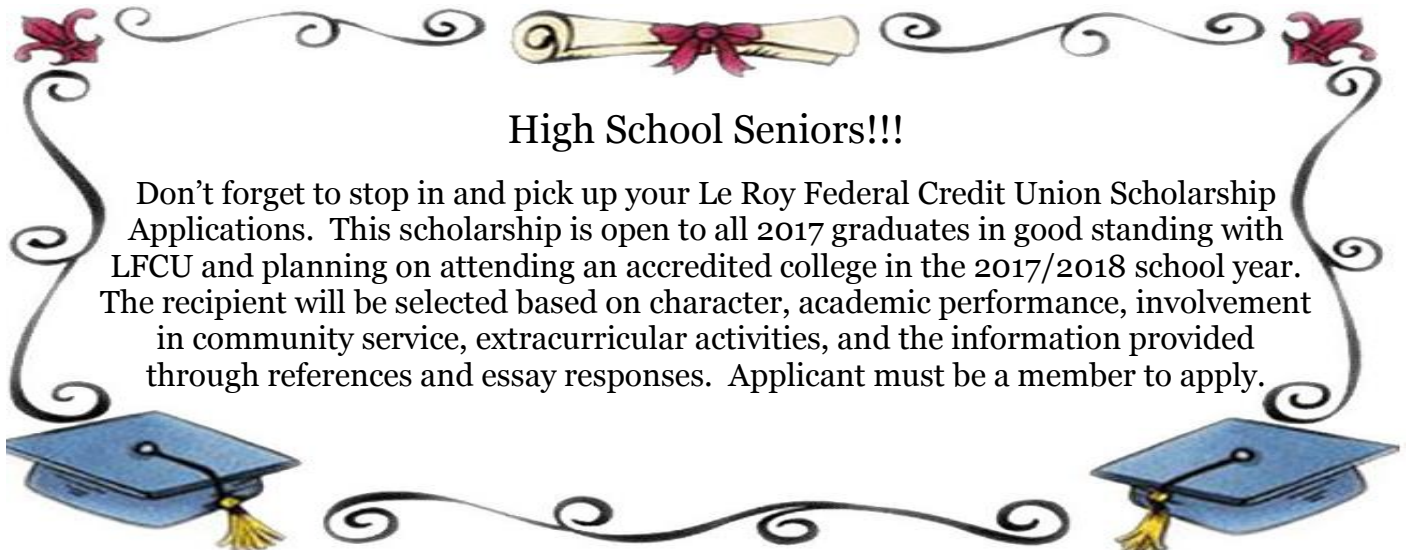 High School Seniors!!!
Don’t forget to stop in and pick up your Le Roy Federal Credit Union Scholarship
Applications.  This scholarship is open to all 2017 graduates in good standing with
LFCU and planning on attending an accredited college in the 2017/2018 school year.
The recipient will be selected based on character, academic performance, involvement
in community service, extracurricular activities, and the information provided
through references and essay responses.  Applicant must be a member to apply.